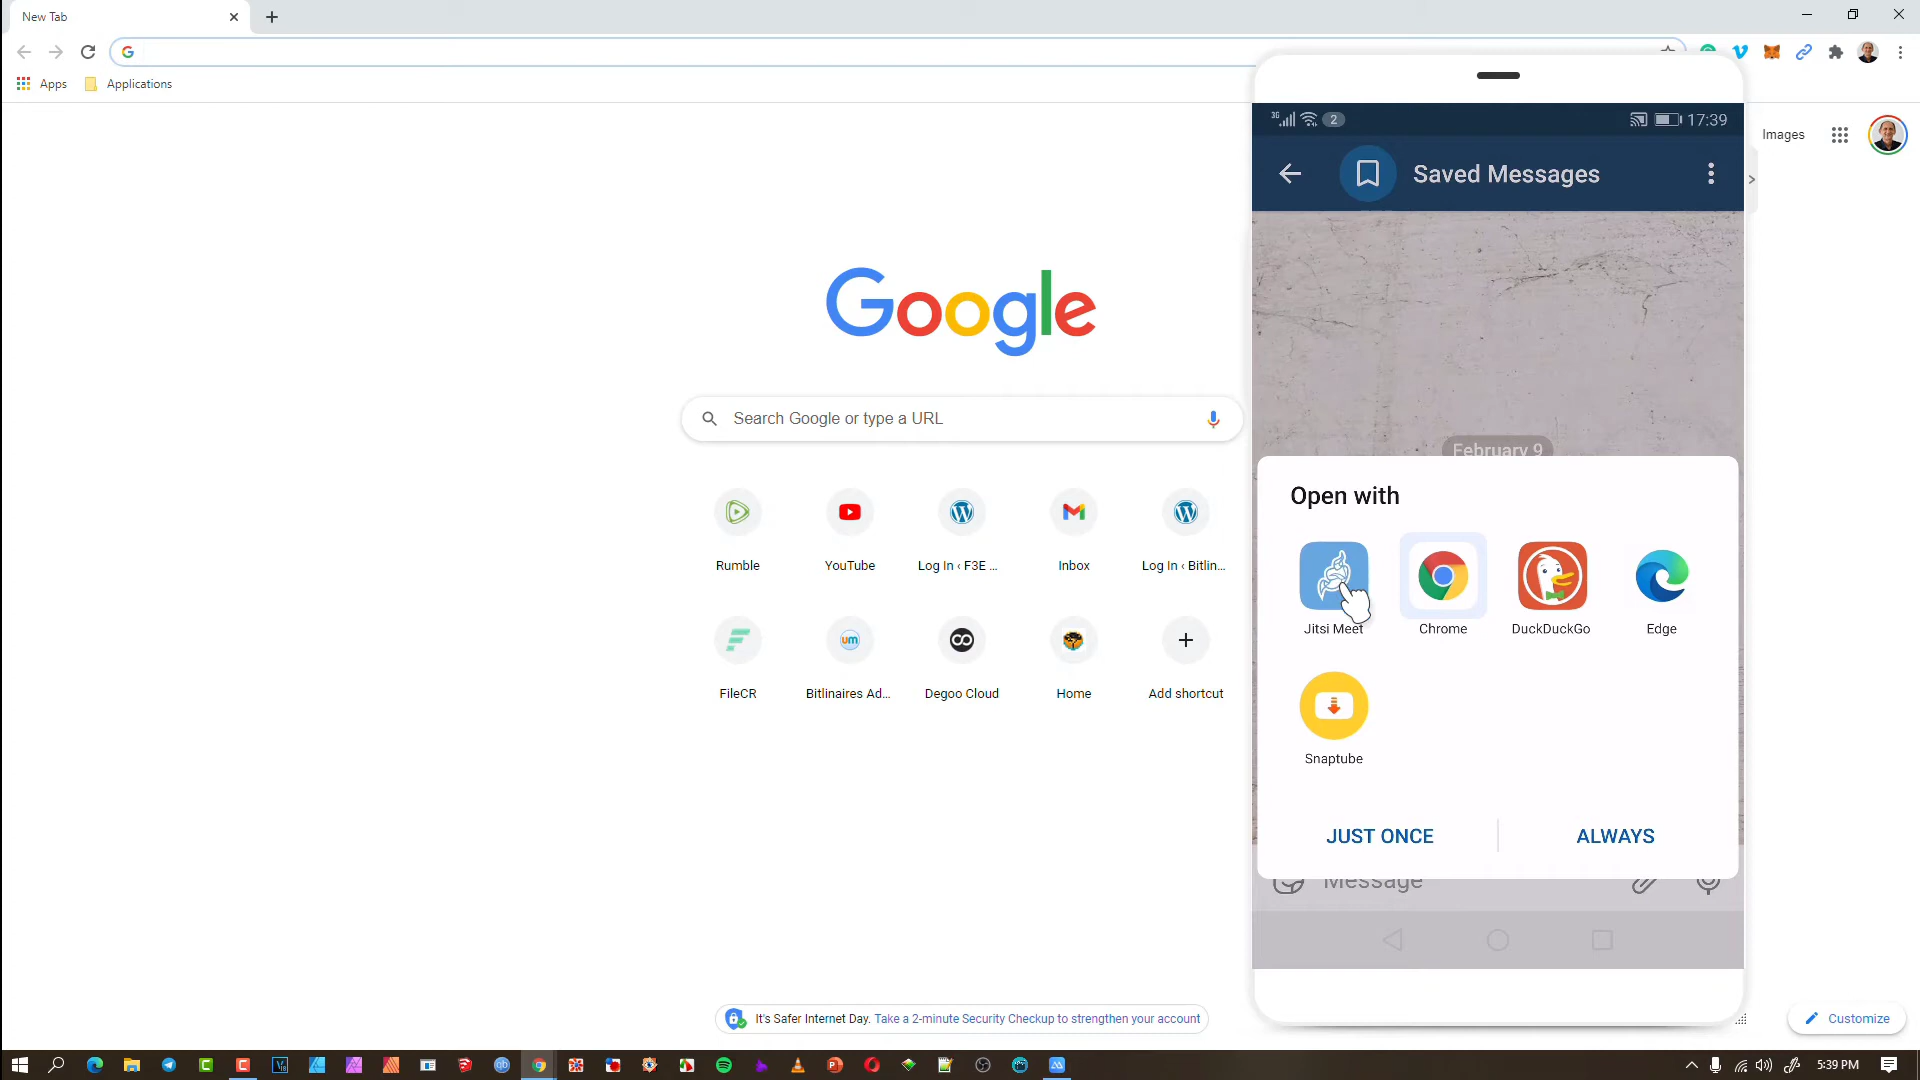 New Tab
Apps
Applications
Images
Google
Search Google or type a URL
Rumble
YouTube
Log In ‹ F3E ...
Inbox
Log In ‹ Bitlin...
FileCR
Bitlinaires Ad...
Degoo Cloud
Home
Add shortcut
It's Safer Internet Day. Take a 2-minute Security Checkup to strengthen your account
Customize
3G
2
17:39
Saved Messages
February 9
Open with
Jitsi Meet
Chrome
DuckDuckGo
Edge
Snaptube
JUST ONCE
ALWAYS
Message
5:39 PM